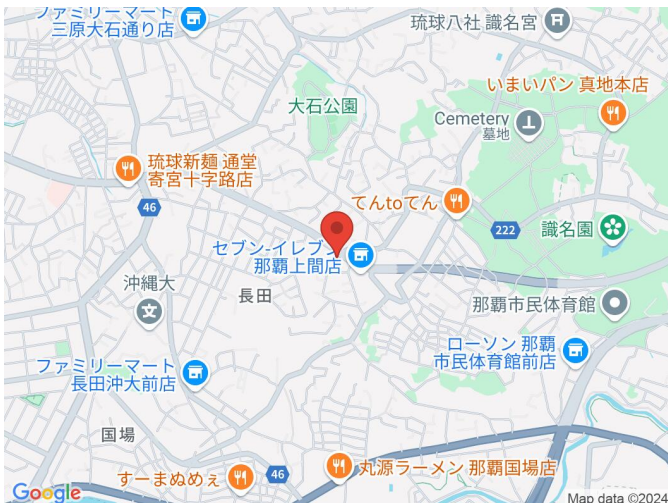 ファミリーマート
三原大石通り店
琉球八社 識名宮
いまいパン 真地本店
大石公園
Cemetery
墓地
琉球新麺 通堂
寄宮十字路店
てんtoてん
46
222
識名園
セブン-イレブン
那覇上間店
沖縄大
長田
那覇市民体育館
ローソン 那覇
市民体育館前店
ファミリーマート
長田沖大前店
国場
すーまぬめぇ
46
丸源ラーメン 那覇国場店
Google
Map data ©2024